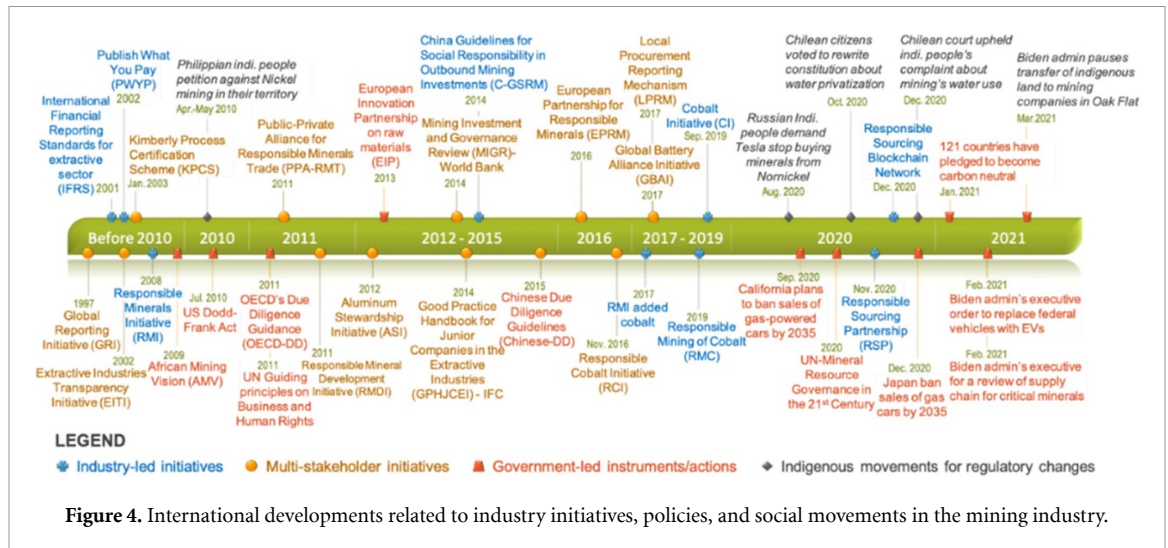 Publish What
You Pay
(PWYP)
2002
International
Financial
Reporting
Standards for
extractive
sector
(IFRS) 2001
Kimberly Process
Certification
Scheme (KPCS)
Jan. 2003
Philippian indi. people
petition against Nickel
mining in their territory
Apr.-May 2010
Public-Private
Alliance for
Responsible Minerals
Trade (PPA-RMT)
2011
European
Innovation
Partnership
on raw
materials
(EIP)
2013
China Guidelines for
Social Responsibility in
Outbound Mining
Investments (C-GSRM)
2014
Mining Investment
and Governance
Review (MIGR)-
World Bank
2014
European
Partnership for
Responsible
Minerals (EPRM)
2016
Local
Procurement
Reporting
Mechanism
(LPRM)
2017
Global Battery
Alliance Initiative
(GBAI)
2017
Cobalt
Initiative (CI)
Sep. 2019
Russian Indi.
people demand
Tesla stop buying
minerals from
Nornickel
Aug. 2020
Chilean citizens
voted to rewrite
constitution about
water privatization
Oct. 2020
Chilean court upheld
indi. people's
complaint about
mining's water use
Dec. 2020
Responsible
Sourcing
Blockchain
Network
Dec. 2020
121 countries have
pledged to become
carbon neutral
Jan. 2021
Biden admin pauses
transfer of indigenous
land to mining
companies in Oak Flat
Mar.2021
Before 2010
2010
2011
2012 - 2015
2016
2017 - 2019
2020
2021
1997
Global
Reporting
Initiative (GRI)
2002
Extractive Industries
Transparency
Initiative (EITI)
2008
Responsible
Minerals
Initiative
(RMI)
2009
African Mining
Vision (AMV)
Jul. 2010
US Dodd-
Frank Act
2011
OECD's Due
Diligence
Guidance
(OECD-DD)
2011
UN Guiding
principles on
Business and
Human Rights
2011
Responsible Mineral
Development
Initiative (RMDI)
2012
Aluminum
Stewardship
Initiative (ASI)
2014
Good Practice
Handbook for
Junior
Companies in the
Extractive
Industries
(GPHJCEI) - IFC
2015
Chinese Due
Diligence
Guidelines
(Chinese-DD)
Nov. 2016
Responsible
Cobalt Initiative
(RCI)
2017
RMI added
cobalt
2019
Responsible
Mining of Cobalt
(RMC)
Sep. 2020
California plans
to ban sales of
gas-powered
cars by 2035
2020
UN-Mineral
Resource
Governance in
the 21st Century
Nov. 2020
Responsible
Sourcing
Partnership
(RSP)
Dec. 2020
Japan ban
sales of gas
cars by 2035
Feb. 2021
Biden admin's executive
order to replace federal
vehicles with EVs
Feb. 2021
Biden admin's executive
for a review of supply
chain for critical minerals
LEGEND
Industry-led initiatives
Multi-stakeholder initiatives
Government-led instruments/actions
Indigenous movements for regulatory changes
Figure 4. International developments related to industry initiatives, policies, and social movements in the mining industry.